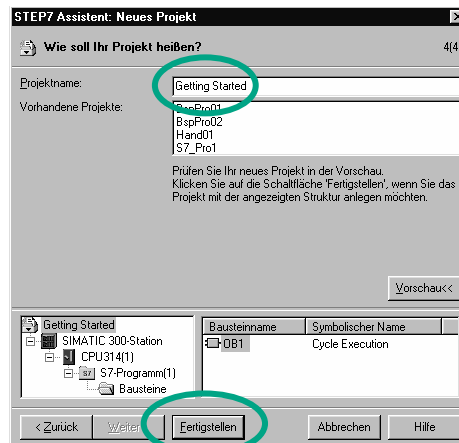 STEP7 Assistent: Neues Projekt
Wie soll Ihr Projekt heißen?
4(4
Projektname:
Getting Started
Vorhandene Projekte:
BspPro01
BspPro02
Hand01
S7_Pro1
Prüfen Sie Ihr neues Projekt in der Vorschau.
Klicken Sie auf die Schaltfläche 'Fertigstellen', wenn Sie das
Projekt mit der angezeigten Struktur anlegen möchten.
Vorschau<<
Getting Started
SIMATIC 300-Station
CPU314(1)
S7 S7-Programm(1)
Bausteine
Bausteinname Symbolischer Name
OB1 Cycle Execution
< Zurück Weiter Fertigstellen Abbrechen Hilfe